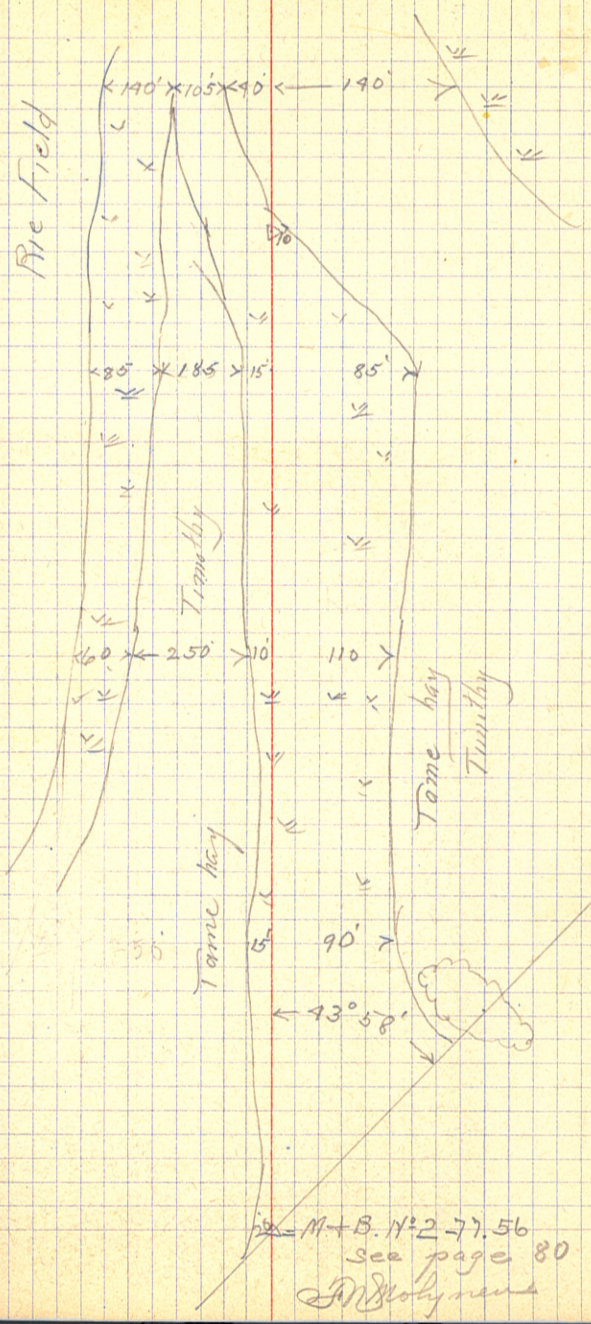 140' 105' 40' 140'
Rie Field
70
85 185 15' 85'
Timothy
60 250 10' 110
Tame hay
Timothy
Tame hay
15 90'
43° 58'
= M+B. Nº 2-77.56
see page 80